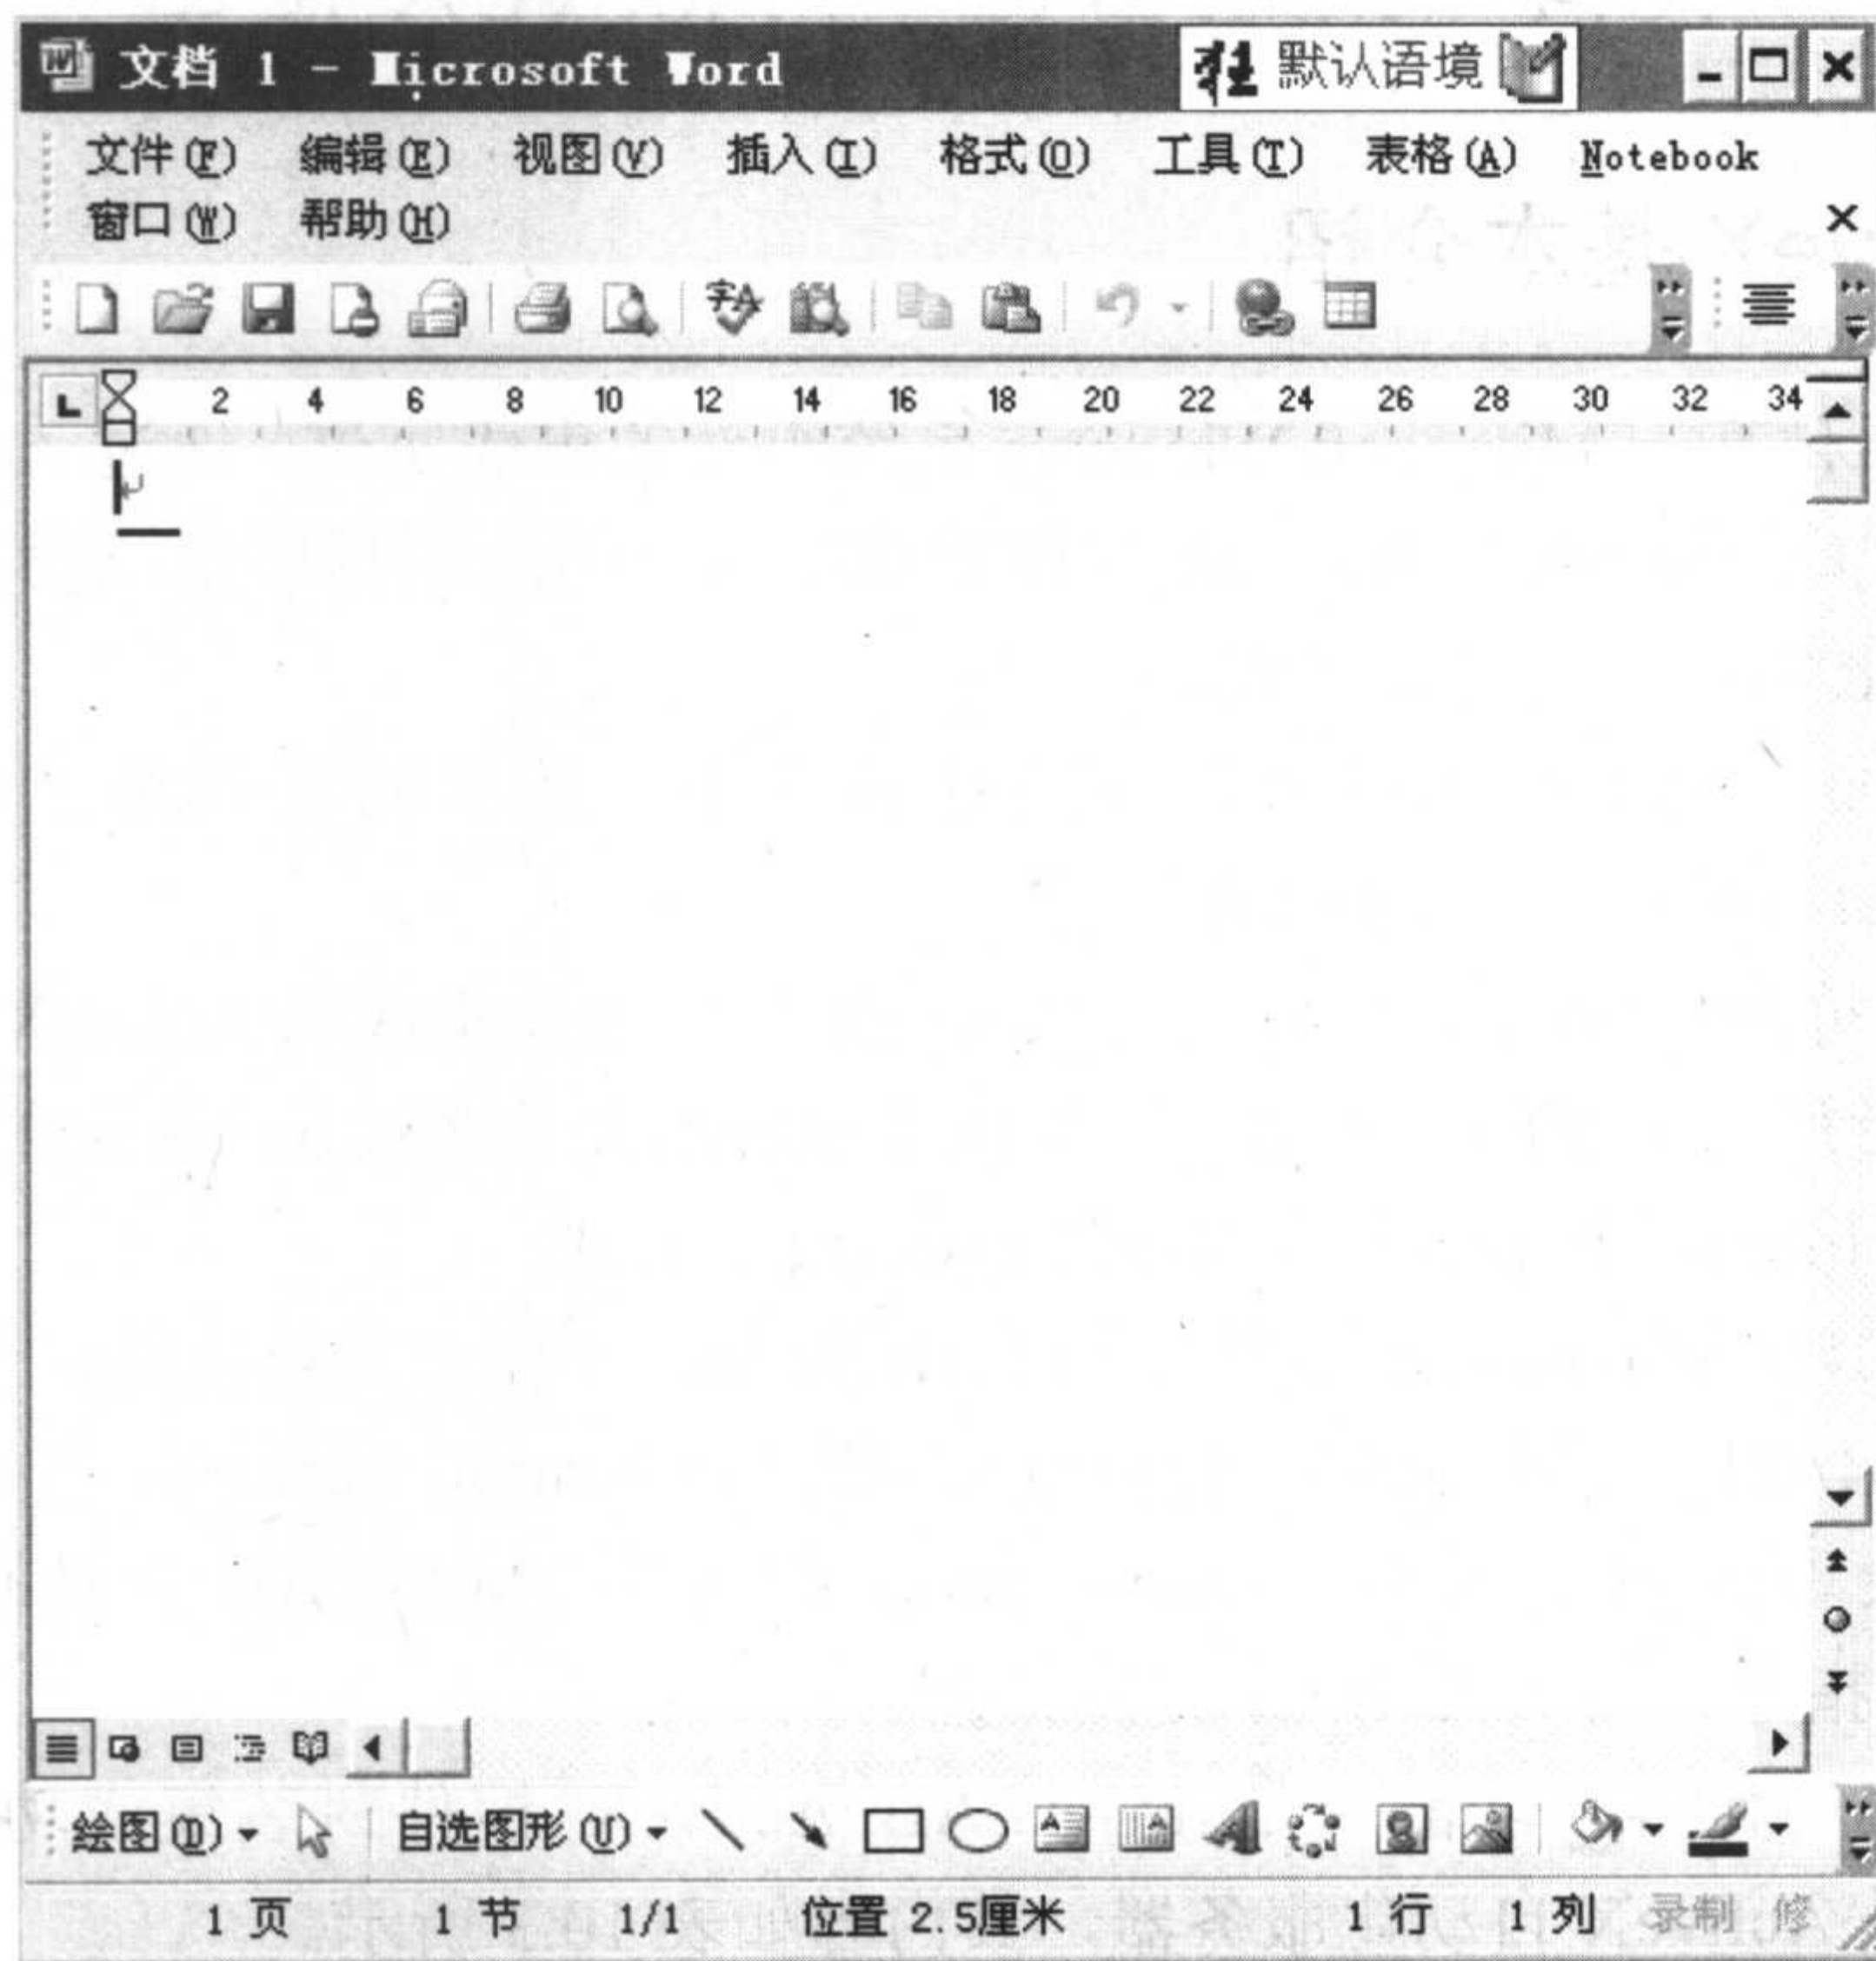 文档 1 - Microsoft Word 默认语境
文件(F) 编辑(E) 视图(V) 插入(I) 格式(O) 工具(T) 表格(A) Notebook
窗口(W) 帮助(H)
2 4 6 8 10 12 14 16 18 20 22 24 26 28 30 32 34
绘图(D) 自选图形(U)
1 页 1 节 1/1 位置 2.5厘米 1 行 1 列 录制 修